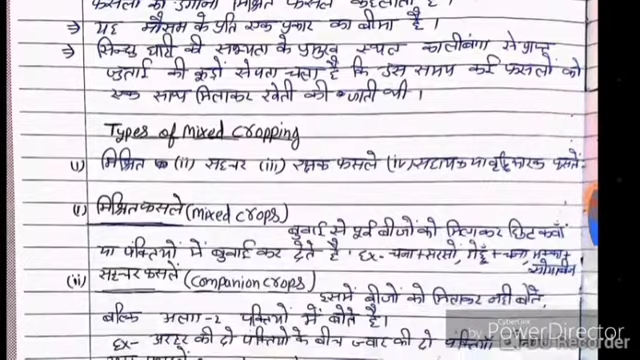 फसलो का उगाना मिश्रित फसल कहलाता है।
⇒ यह मौसम के प्रति एक प्रकार का बीमा है।
⇒ सिन्धु घाटी की सभ्यता के प्रमुख स्थल कालीबंगा से प्राप्त
जुताई की कूडों से पता चला है कि उस समय कई फसलों को
एक साथ मिलाकर खेती की जाती थी।
Types of Mixed Cropping
(i) मिश्रित (ii) सहचर (iii) रक्षक फसले (iv) सहायक या वृद्धिकारक फसलें
(i) मिश्रित फसले (mixed Crops)
बुवाई से पूर्व बीजों को मिलाकर छिटकवाँ
या पंक्तियों में बुवाई कर देते है। Ex- चना+सरसों, गेहूँ+चना, मक्का+
सोयाबीन
(ii) सहचर फसलें (Companion crops)
इसमें बीजों को मिलाकर नहीं बोते,
बल्कि अलग-2 पंक्तियों में बोते है।
Ex- अरहर की दो पंक्तियों के बीच ज्वार की दो पंक्तियां
CyberLink
by PowerDirector